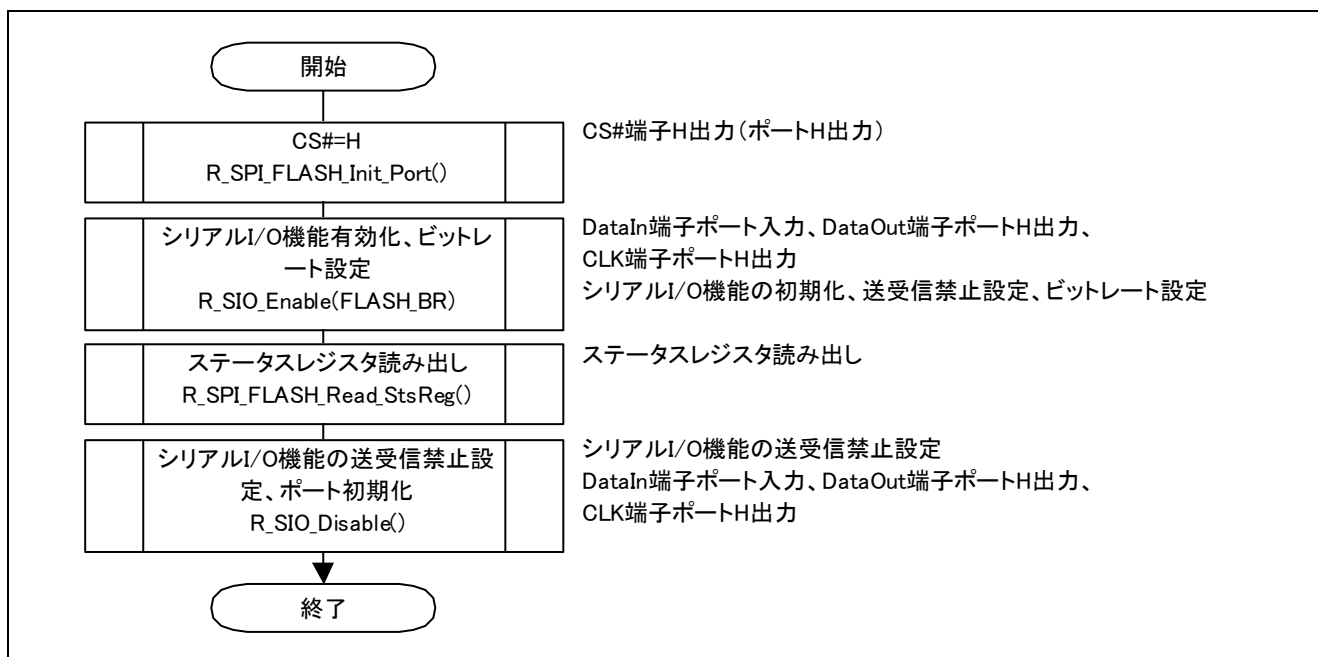 開始
CS#=H
R_SPI_FLASH_Init_Port()
CS#端子H出力(ポートH出力)
シリアルI/O機能有効化、ビットレ
ート設定
R_SIO_Enable(FLASH_BR)
DataIn端子ポート入力、DataOut端子ポートH出力、
CLK端子ポートH出力
シリアルI/O機能の初期化、送受信禁止設定、ビットレート設定
ステータスレジスタ読み出し
R_SPI_FLASH_Read_StsReg()
ステータスレジスタ読み出し
シリアルI/O機能の送受信禁止設
定、ポート初期化
R_SIO_Disable()
シリアルI/O機能の送受信禁止設定
DataIn端子ポート入力、DataOut端子ポートH出力、
CLK端子ポートH出力
終了